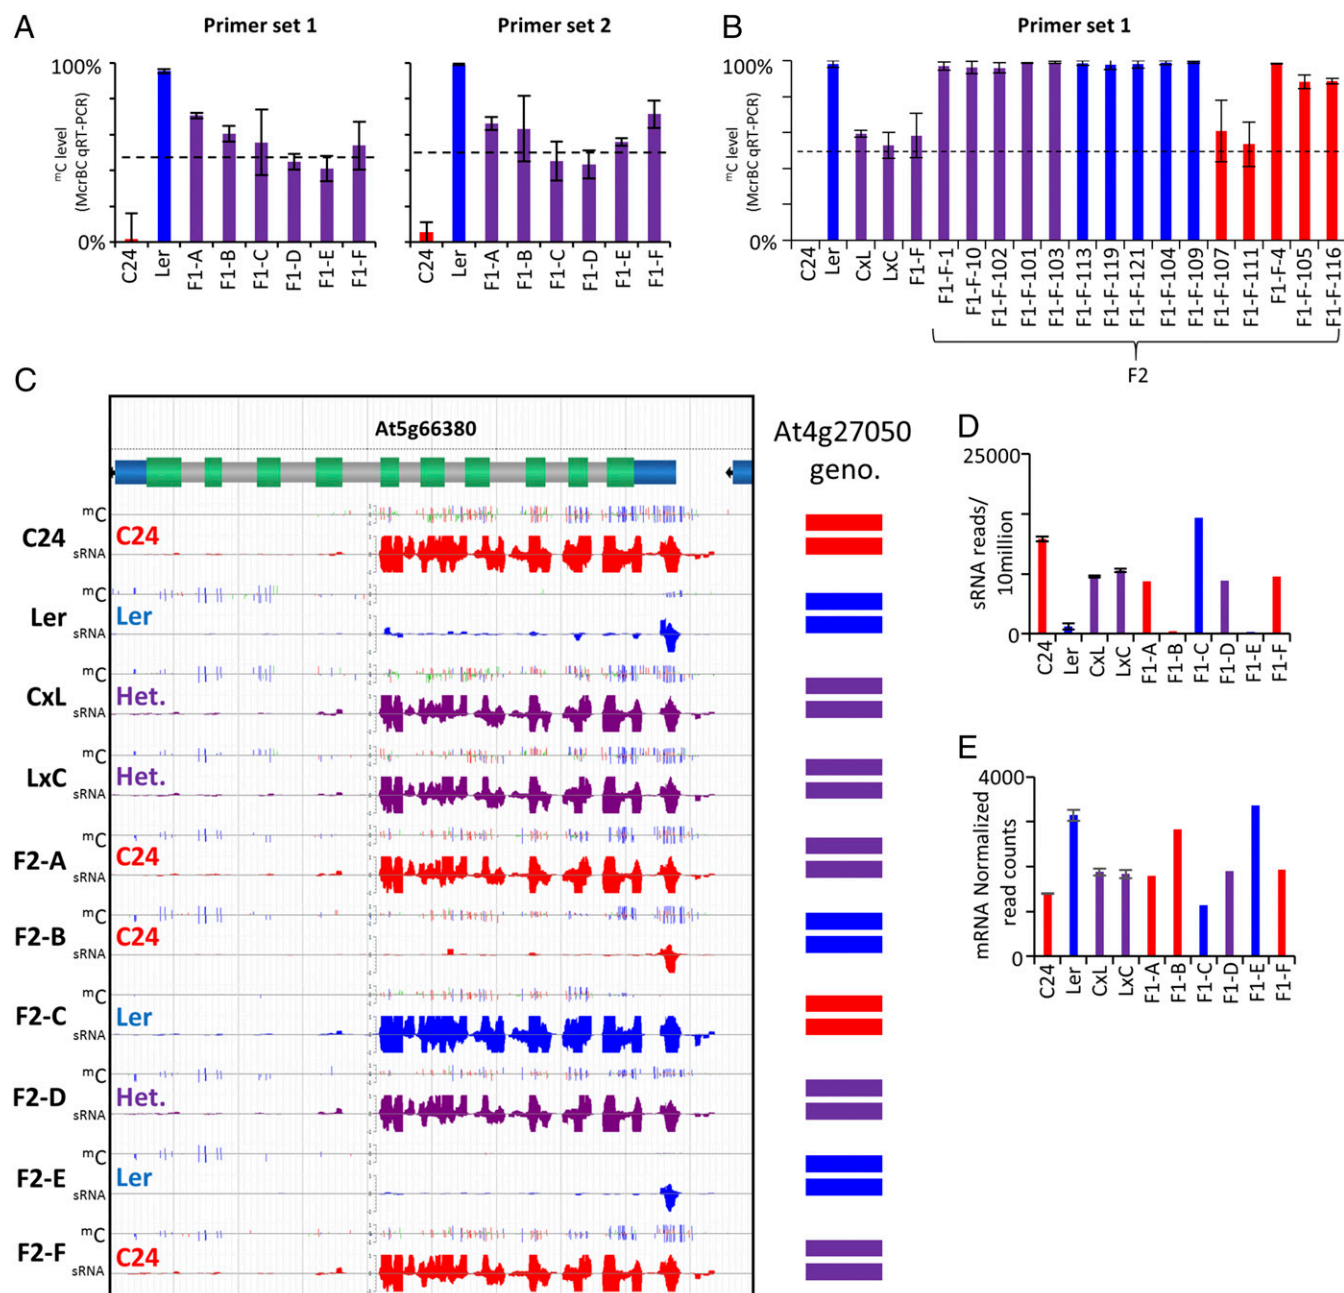 A
Primer set 1
Primer set 2
100%
0%
mC level
(McrBC qRT-PCR)
C24
Ler
F1-A
F1-B
F1-C
F1-D
F1-E
F1-F
C24
Ler
F1-A
F1-B
F1-C
F1-D
F1-E
F1-F
B
Primer set 1
100%
0%
mC level
(McrBC qRT-PCR)
C24
Ler
CxL
LxC
F1-F
F1-F-1
F1-F-10
F1-F-102
F1-F-101
F1-F-103
F1-F-113
F1-F-119
F1-F-121
F1-F-104
F1-F-109
F1-F-107
F1-F-111
F1-F-4
F1-F-105
F1-F-116
F2
C
At5g66380
At4g27050
geno.
C24
mC
C24
sRNA
Ler
mC
Ler
sRNA
CxL
mC
Het.
sRNA
LxC
mC
Het.
sRNA
F2-A
mC
C24
sRNA
F2-B
mC
C24
sRNA
F2-C
mC
Ler
sRNA
F2-D
mC
Het.
sRNA
F2-E
mC
Ler
sRNA
F2-F
mC
C24
sRNA
D
25000
0
sRNA reads/
10million
C24
Ler
CxL
LxC
F1-A
F1-B
F1-C
F1-D
F1-E
F1-F
E
4000
0
mRNA Normalized
read counts
C24
Ler
CxL
LxC
F1-A
F1-B
F1-C
F1-D
F1-E
F1-F